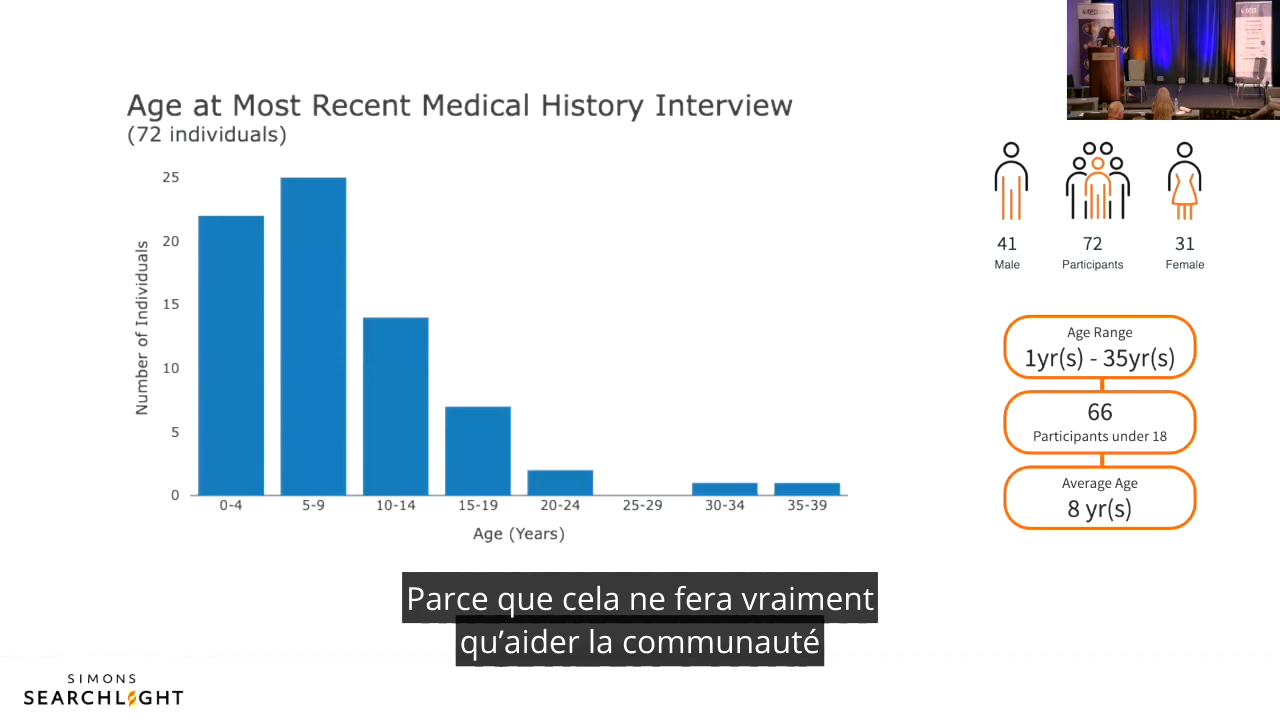 Age at Most Recent Medical History Interview
(72 individuals)
25
20
15
10
5
0
Number of Individuals
0-4
5-9
10-14
15-19
20-24
25-29
30-34
35-39
Age (Years)
41
Male
72
Participants
31
Female
Age Range
1yr(s) - 35yr(s)
66
Participants under 18
Average Age
8 yr(s)
Parce que cela ne fera vraiment
qu’aider la communauté
SIMONS
SEARCHLIGHT